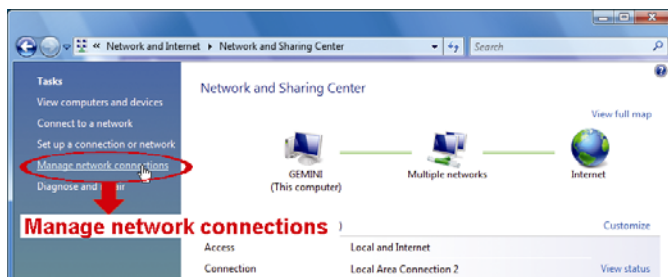 « Network and Internet ▸ Network and Sharing Center
Search
Tasks
View computers and devices
Connect to a network
Set up a connection or network
Manage network connections
Diagnose and
Network and Sharing Center
View full map
GEMINI
(This computer)
Multiple networks
Internet
Manage network connections
)
Customize
Access
Local and Internet
Connection
Local Area Connection 2
View status